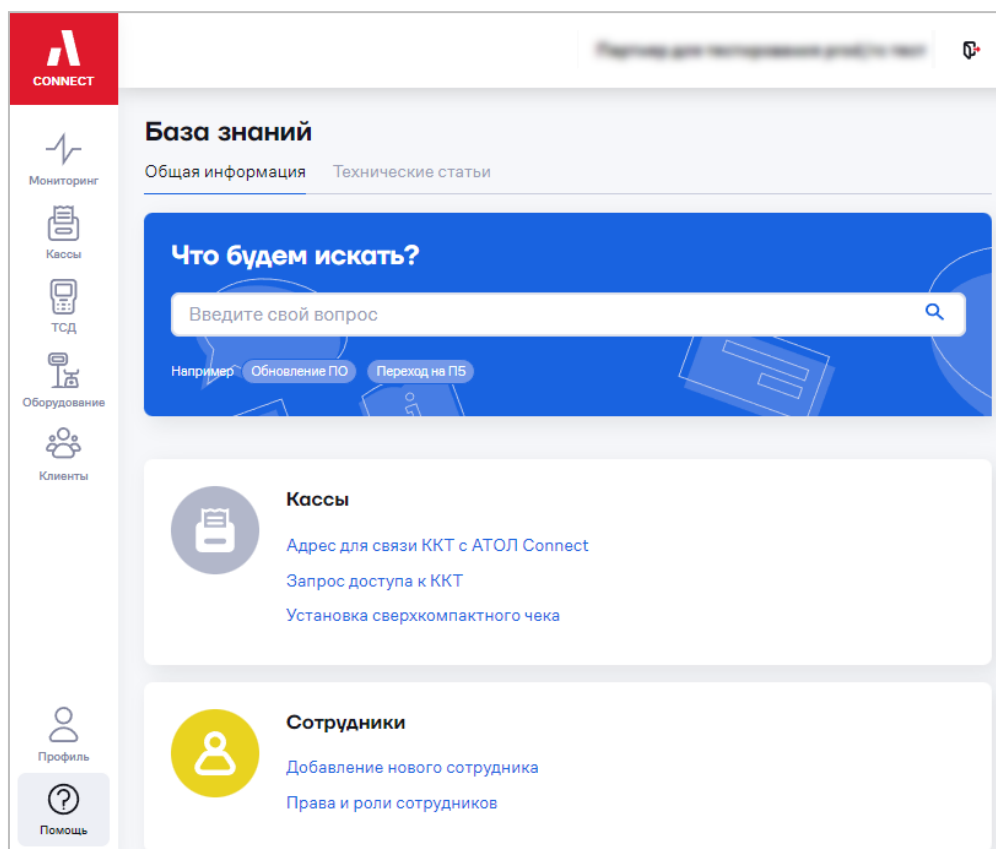 CONNECT
Мониторинг
Кассы
ТСД
Оборудование
Клиенты
Профиль
Помощь
База знаний
Общая информация Технические статьи
Что будем искать?
Введите свой вопрос
Например Обновление ПО Переход на П5
Кассы
Адрес для связи ККТ с АТОЛ Connect
Запрос доступа к ККТ
Установка сверхкомпактного чека
Сотрудники
Добавление нового сотрудника
Права и роли сотрудников